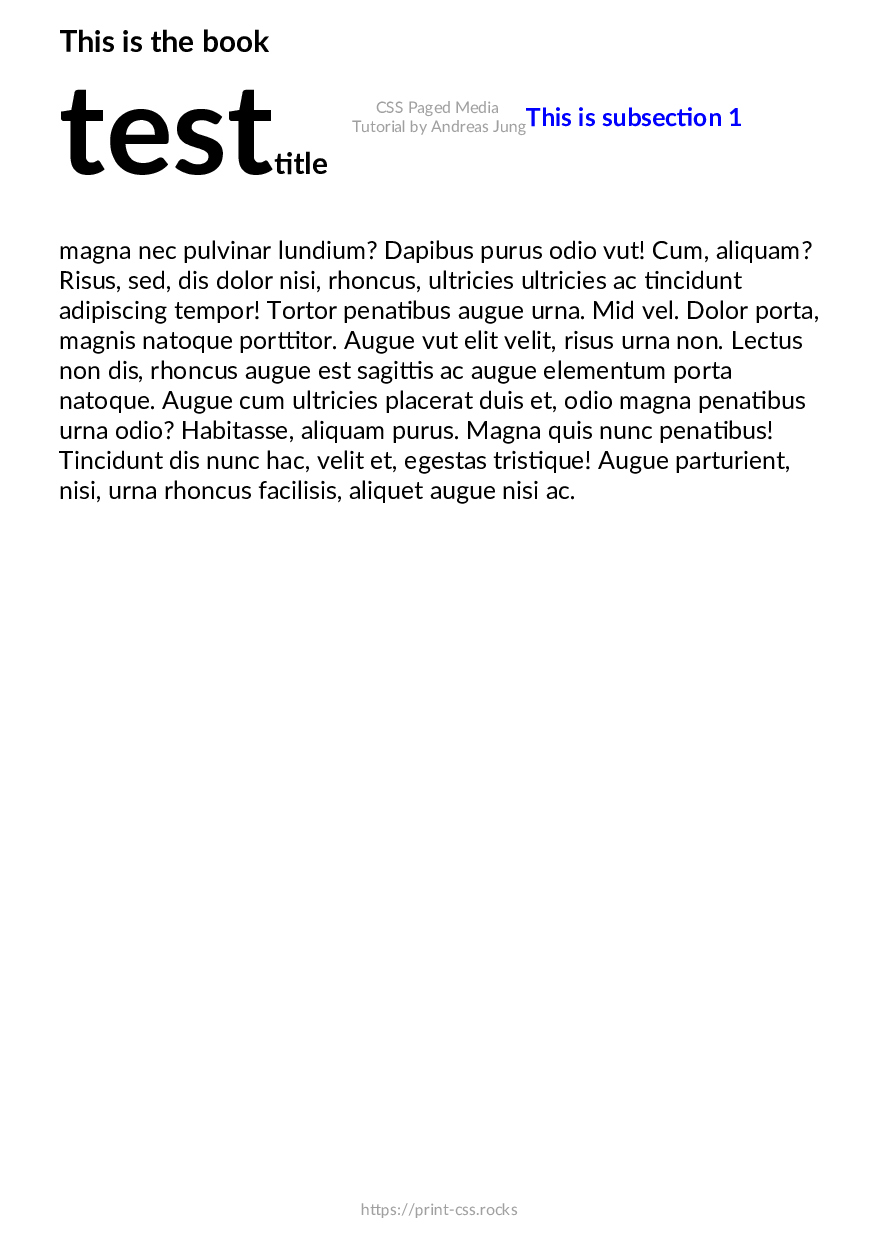 This is the book
testtitle
CSS Paged Media
Tutorial by Andreas Jung
This is subsection 1
magna nec pulvinar lundium? Dapibus purus odio vut! Cum, aliquam?
Risus, sed, dis dolor nisi, rhoncus, ultricies ultricies ac tincidunt
adipiscing tempor! Tortor penatibus augue urna. Mid vel. Dolor porta,
magnis natoque porttitor. Augue vut elit velit, risus urna non. Lectus
non dis, rhoncus augue est sagittis ac augue elementum porta
natoque. Augue cum ultricies placerat duis et, odio magna penatibus
urna odio? Habitasse, aliquam purus. Magna quis nunc penatibus!
Tincidunt dis nunc hac, velit et, egestas tristique! Augue parturient,
nisi, urna rhoncus facilisis, aliquet augue nisi ac.
https://print-css.rocks